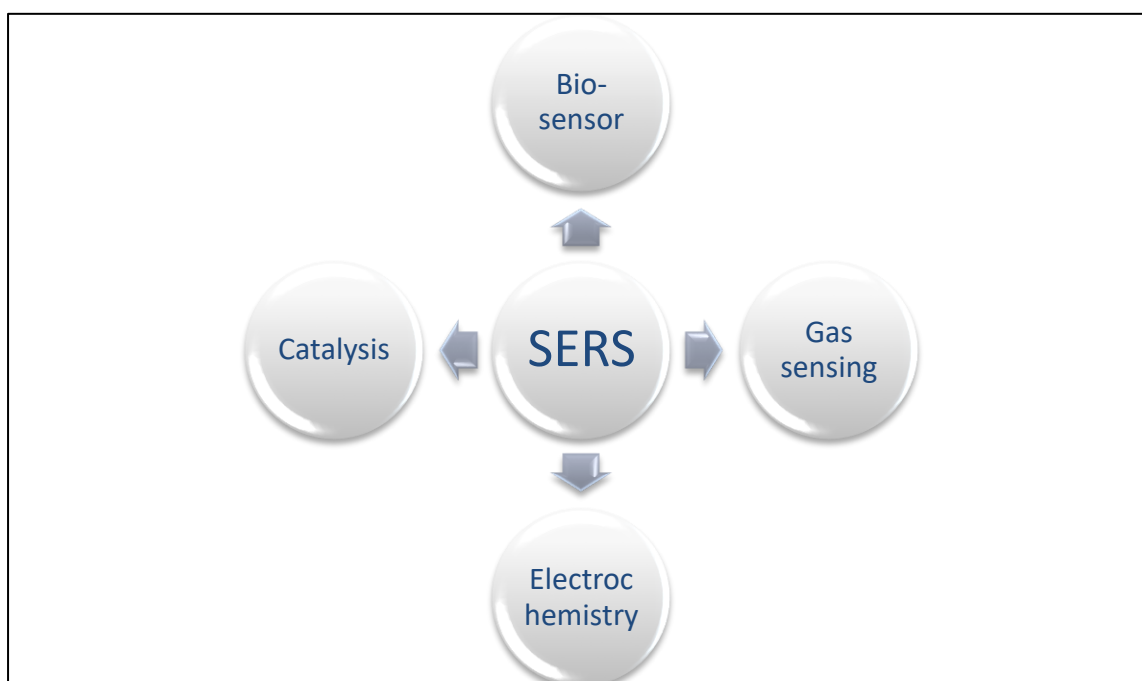 Bio-
sensor
Catalysis
SERS
Gas
sensing
Electroc
hemistry